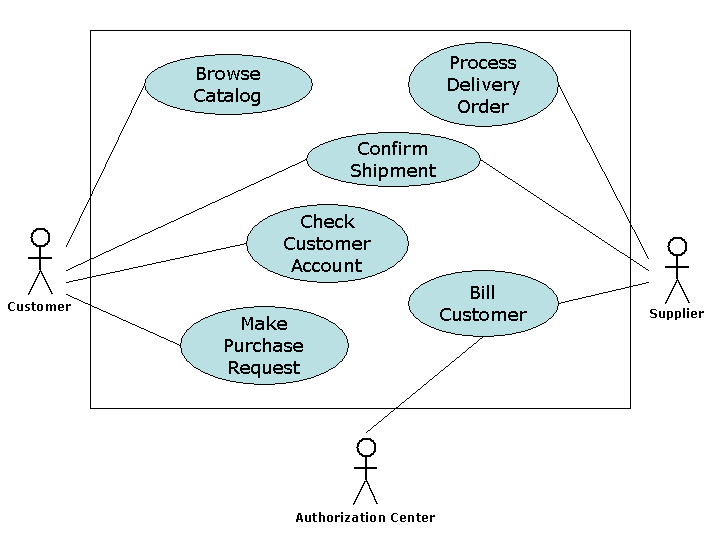 Browse
Catalog
Process
Delivery
Order
Confirm
Shipment
Check
Customer
Account
Customer
Bill
Customer
Supplier
Make
Purchase
Request
Authorization Center